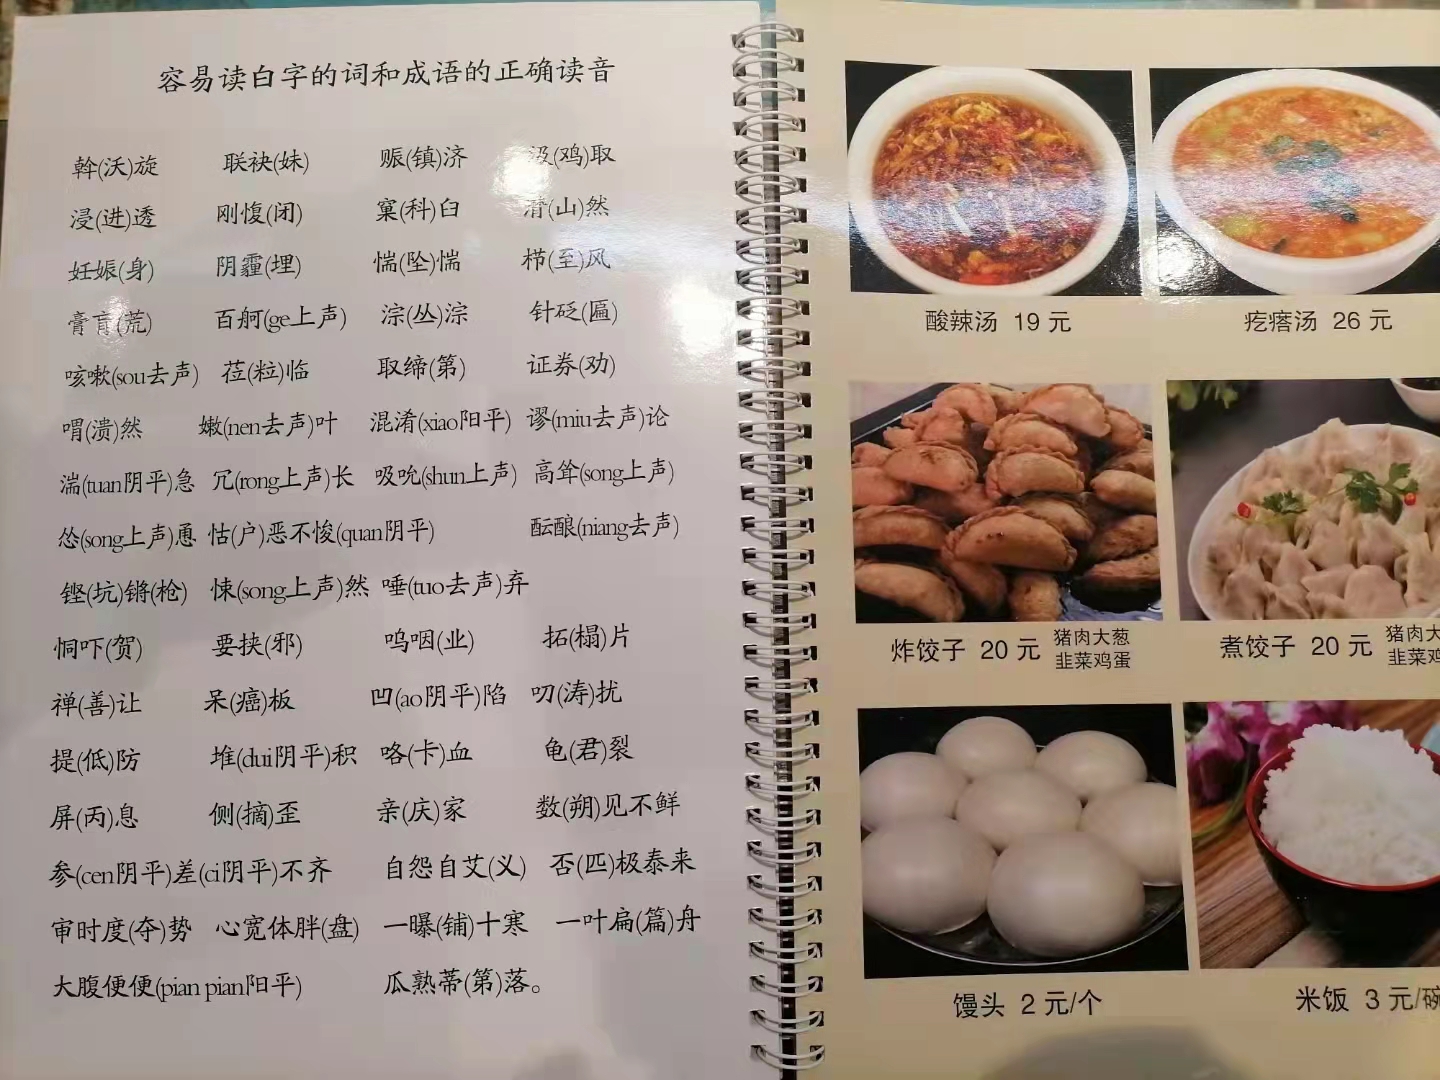 容易读白字的词和成语的正确读音
斡(沃)旋 联袂(妹) 赈(镇)济 汲(鸡)取
浸(进)透 刚愎(闭) 窠(科)臼 潸(山)然
妊娠(身) 阴霾(埋) 惴(坠)惴 栉(至)风
膏肓(荒) 百舸(ge上声) 淙(丛)淙 针砭(匾)
咳嗽(sou去声) 莅(粒)临 取缔(第) 证券(劝)
喟(溃)然 嫩(nen去声)叶 混淆(xiao阳平) 谬(miu去声)论
湍(tuan阴平)急 冗(rong上声)长 吸吮(shun上声) 高耸(song上声)
怂(song上声)恿 怙(户)恶不悛(quan阴平) 酝酿(niang去声)
铿(坑)锵(枪) 悚(song上声)然 唾(tuo去声)弃
恫吓(贺) 要挟(邪) 呜咽(业) 拓(榻)片
禅(善)让 呆(癌)板 凹(ao阴平)陷 叨(涛)扰
提(低)防 堆(dui阴平)积 咯(卡)血 龟(君)裂
屏(丙)息 侧(摘)歪 亲(庆)家 数(朔)见不鲜
参(cen阴平)差(ci阴平)不齐 自怨自艾(义) 否(匹)极泰来
审时度(夺)势 心宽体胖(盘) 一曝(铺)十寒 一叶扁(篇)舟
大腹便便(pian pian阳平) 瓜熟蒂(第)落。
酸辣汤 19 元
疙瘩汤 26 元
炸饺子 20 元 猪肉大葱
韭菜鸡蛋
煮饺子 20 元 猪肉大
韭菜鸡
馒头 2 元/个
米饭 3 元/碗